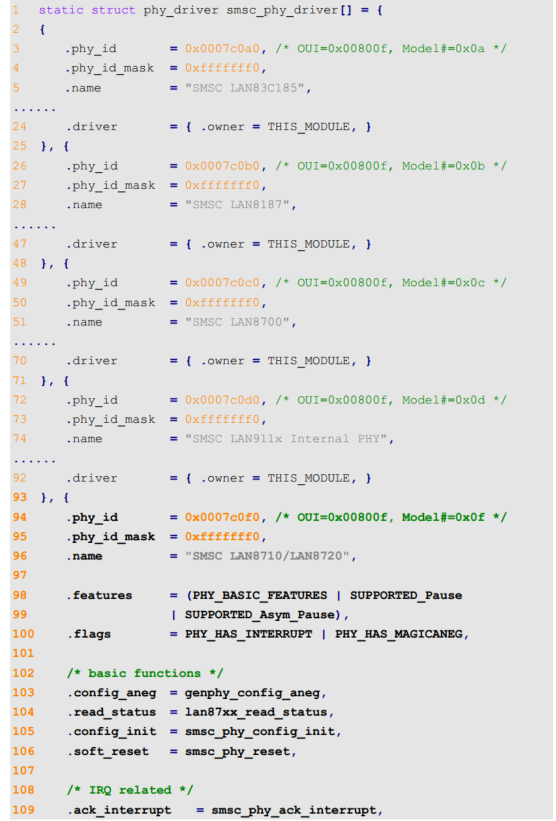 1 static struct phy_driver smsc_phy_driver[] = {
2 {
3 .phy_id = 0x0007c0a0, /* OUI=0x00800f, Model#=0x0a */
4 .phy_id_mask = 0xfffffff0,
5 .name = "SMSC LAN83C185",
......
24 .driver = { .owner = THIS_MODULE, }
25 }, {
26 .phy_id = 0x0007c0b0, /* OUI=0x00800f, Model#=0x0b */
27 .phy_id_mask = 0xfffffff0,
28 .name = "SMSC LAN8187",
......
47 .driver = { .owner = THIS_MODULE, }
48 }, {
49 .phy_id = 0x0007c0c0, /* OUI=0x00800f, Model#=0x0c */
50 .phy_id_mask = 0xfffffff0,
51 .name = "SMSC LAN8700",
......
70 .driver = { .owner = THIS_MODULE, }
71 }, {
72 .phy_id = 0x0007c0d0, /* OUI=0x00800f, Model#=0x0d */
73 .phy_id_mask = 0xfffffff0,
74 .name = "SMSC LAN911x Internal PHY",
......
92 .driver = { .owner = THIS_MODULE, }
93 }, {
94 .phy_id = 0x0007c0f0, /* OUI=0x00800f, Model#=0x0f */
95 .phy_id_mask = 0xfffffff0,
96 .name = "SMSC LAN8710/LAN8720",
97
98 .features = (PHY_BASIC_FEATURES | SUPPORTED_Pause
99 | SUPPORTED_Asym_Pause),
100 .flags = PHY_HAS_INTERRUPT | PHY_HAS_MAGICANEG,
101
102 /* basic functions */
103 .config_aneg = genphy_config_aneg,
104 .read_status = lan87xx_read_status,
105 .config_init = smsc_phy_config_init,
106 .soft_reset = smsc_phy_reset,
107
108 /* IRQ related */
109 .ack_interrupt = smsc_phy_ack_interrupt,